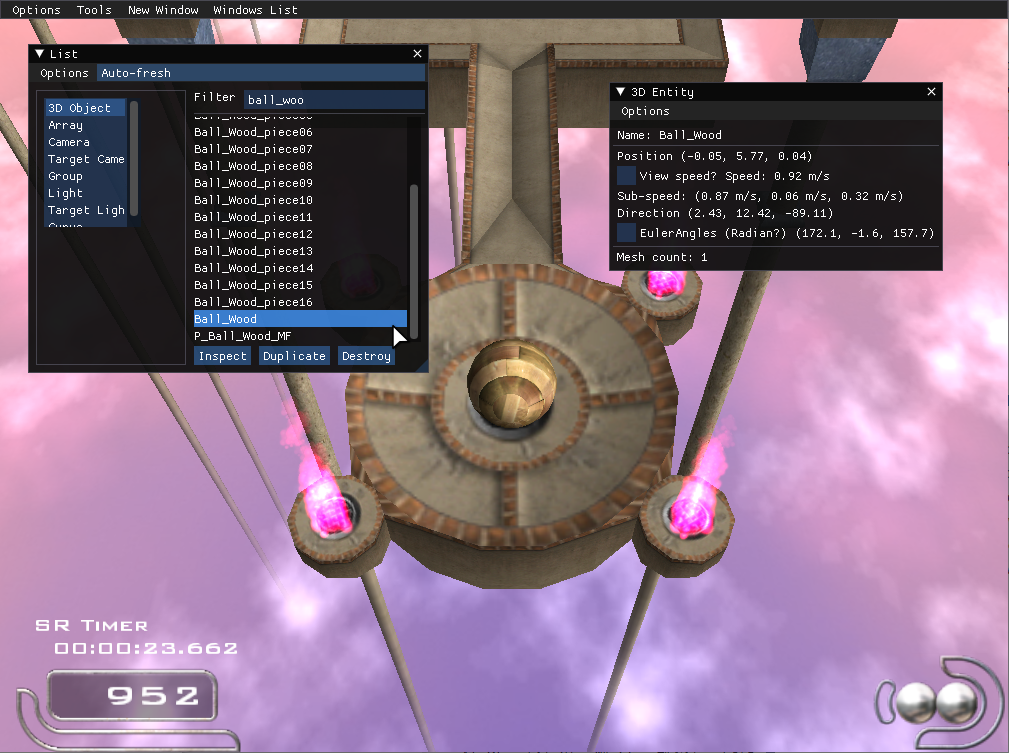 Options Tools New Window Windows List
List
Options Auto-fresh
3D Object
Array
Camera
Target Came
Group
Light
Target Ligh
Filter ball_woo
Ball_Wood_piece06
Ball_Wood_piece07
Ball_Wood_piece08
Ball_Wood_piece09
Ball_Wood_piece10
Ball_Wood_piece11
Ball_Wood_piece12
Ball_Wood_piece13
Ball_Wood_piece14
Ball_Wood_piece15
Ball_Wood_piece16
Ball_Wood
P_Ball_Wood_MF
Inspect Duplicate Destroy
3D Entity
Options
Name: Ball_Wood
Position (-0.05, 5.77, 0.04)
View speed? Speed: 0.92 m/s
Sub-speed: (0.87 m/s, 0.06 m/s, 0.32 m/s)
Direction (2.43, 12.42, -89.11)
EulerAngles (Radian?) (172.1, -1.6, 157.7)
Mesh count: 1
SR Timer
00:00:23.662
952